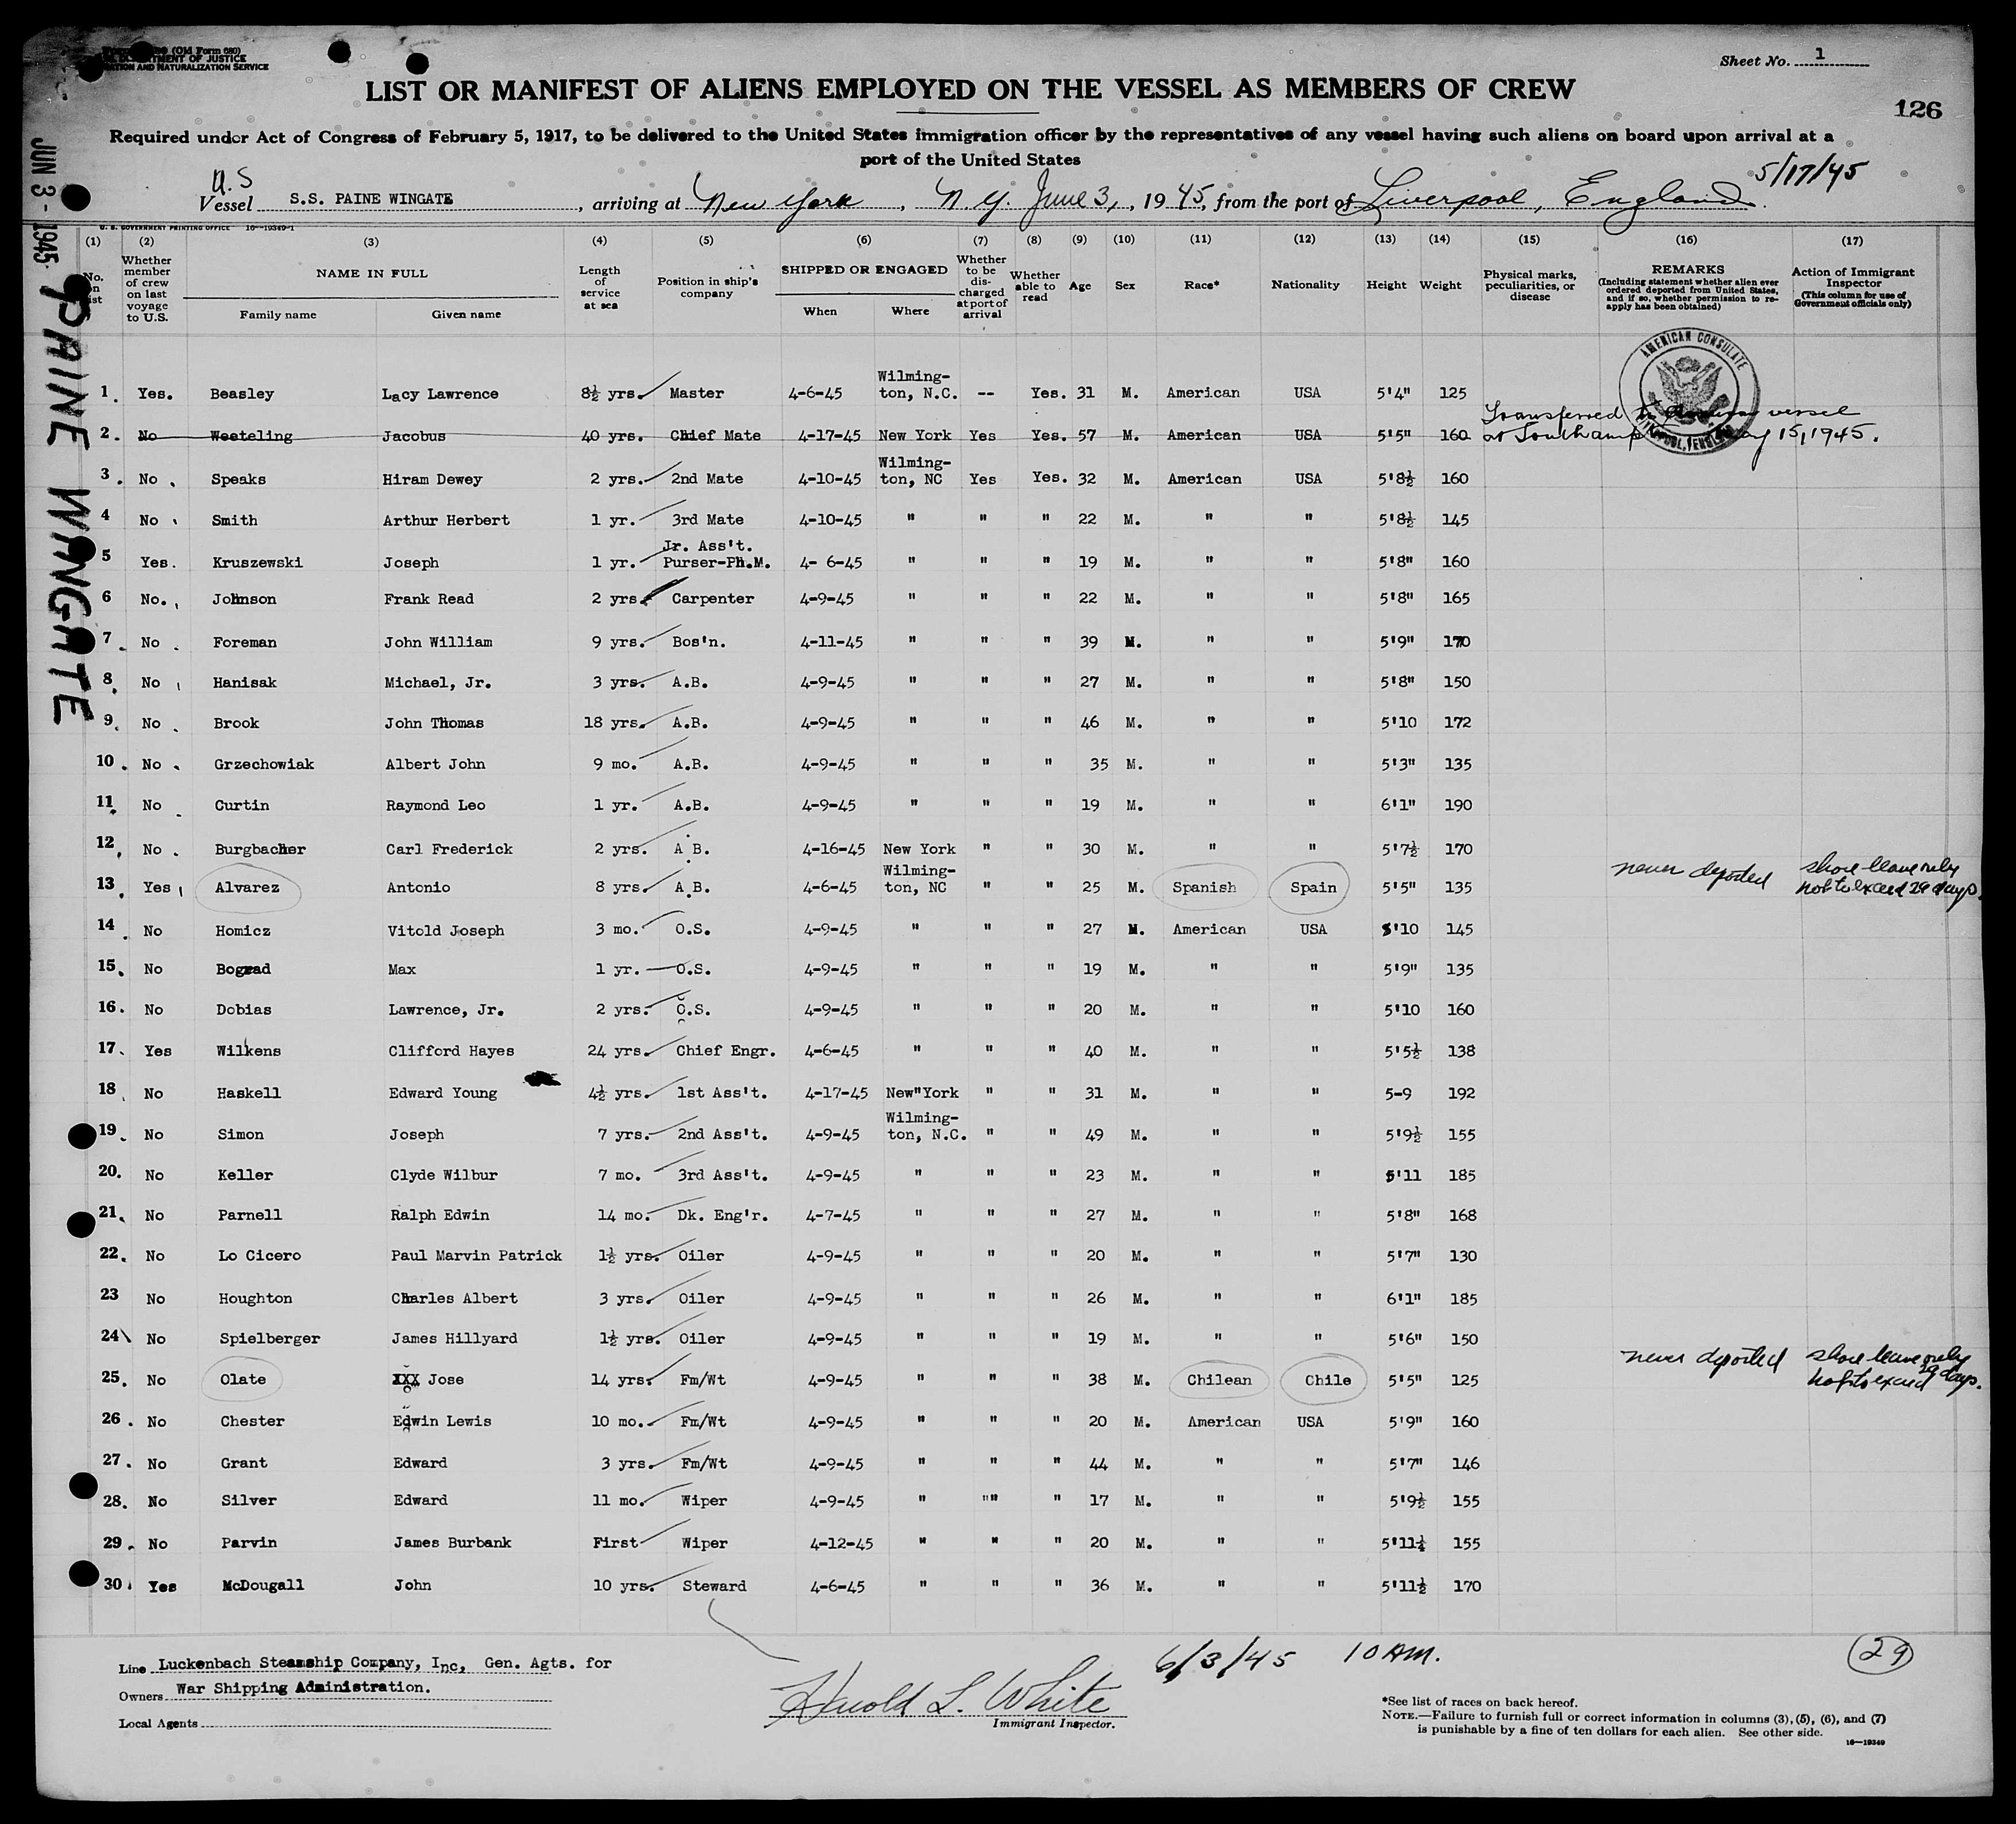 (Old Form 680)
DEPARTMENT OF JUSTICE
AND NATURALIZATION SERVICE
Sheet No. 1
LIST OR MANIFEST OF ALIENS EMPLOYED ON THE VESSEL AS MEMBERS OF CREW
126
Required under Act of Congress of February 5, 1917, to be delivered to the United States immigration officer by the representatives of any vessel having such aliens on board upon arrival at a
port of the United States
5/17/45
U.S
Vessel S.S. PAINE WINGATE, arriving at New York, N.Y. June 3, 1945, from the port of Liverpool, England.
U. S. GOVERNMENT PRINTING OFFICE 16—19349-1
JUN 3 - 1945
PAINE WINGATE
(1) (2) (3) (4) (5) (6) (7) (8) (9) (10) (11) (12) (13) (14) (15) (16) (17)
No. on list
Whether member of crew on last voyage to U.S.
NAME IN FULL
Family name Given name
Length of service at sea
Position in ship's company
SHIPPED OR ENGAGED
When Where
Whether to be discharged at port of arrival
Whether able to read
Age Sex Race* Nationality Height Weight
Physical marks, peculiarities, or disease
REMARKS
(Including statement whether alien ever ordered deported from United States, and if so, whether permission to reapply has been obtained)
Action of Immigrant Inspector
(This column for use of Government officials only)
AMERICAN CONSULATE
LIVERPOOL, ENGLAND
1. Yes. Beasley Lacy Lawrence 8½ yrs. Master 4-6-45 Wilming-ton, N.C. -- Yes. 31 M. American USA 5'4" 125
2. No Weeteling Jacobus 40 yrs. Chief Mate 4-17-45 New York Yes Yes. 57 M. American USA 5'5" 160 Transferred to another vessel
at Southampton May 15, 1945.
3. No. Speaks Hiram Dewey 2 yrs. 2nd Mate 4-10-45 Wilming-ton, NC Yes Yes. 32 M. American USA 5'8½ 160
4 No Smith Arthur Herbert 1 yr. 3rd Mate 4-10-45 " " " 22 M. " " 5'8½ 145
5 Yes. Kruszewski Joseph 1 yr. Jr. Ass't. Purser-Ph.M. 4- 6-45 " " " 19 M. " " 5'8" 160
6 No. Johnson Frank Read 2 yrs. Carpenter 4-9-45 " " " 22 M. " " 5'8" 165
7. No. Foreman John William 9 yrs. Bos'n. 4-11-45 " " " 39 M. " " 5'9" 170
8. No Hanisak Michael, Jr. 3 yrs. A.B. 4-9-45 " " " 27 M. " " 5'8" 150
9. No. Brook John Thomas 18 yrs. A.B. 4-9-45 " " " 46 M. " " 5'10 172
10. No. Grzechowiak Albert John 9 mo. A.B. 4-9-45 " " " 35 M. " " 5'3" 135
11. No. Curtin Raymond Leo 1 yr. A.B. 4-9-45 " " " 19 M. " " 6'1" 190
12. No. Burgbacher Carl Frederick 2 yrs. A.B. 4-16-45 New York " " 30 M. " " 5'7½ 170
13. Yes Alvarez Antonio 8 yrs. A.B. 4-6-45 Wilming-ton, NC " " 25 M. Spanish Spain 5'5" 135 never deported shore leave only not to exceed 29 days.
14. No Homicz Vitold Joseph 3 mo. O.S. 4-9-45 " " " 27 M. American USA 5'10 145
15. No Bograd Max 1 yr. O.S. 4-9-45 " " " 19 M. " " 5'9" 135
16. No Dobias Lawrence, Jr. 2 yrs. O.S. 4-9-45 " " " 20 M. " " 5'10 160
17. Yes Wilkens Clifford Hayes 24 yrs. Chief Engr. 4-6-45 " " " 40 M. " " 5'5½ 138
18 No Haskell Edward Young 4½ yrs. 1st Ass't. 4-17-45 New"York " " 31 M. " " 5-9 192
19. No Simon Joseph 7 yrs. 2nd Ass't. 4-9-45 Wilming-ton, N.C. " " 49 M. " " 5'9½ 155
20. No Keller Clyde Wilbur 7 mo. 3rd Ass't. 4-9-45 " " " 23 M. " " 5'11 185
21. No Parnell Ralph Edwin 14 mo. Dk. Eng'r. 4-7-45 " " " 27 M. " " 5'8" 168
22. No Lo Cicero Paul Marvin Patrick 1½ yrs. Oiler 4-9-45 " " " 20 M. " " 5'7" 130
23 No Houghton Charles Albert 3 yrs. Oiler 4-9-45 " " " 26 M. " " 6'1" 185
24 No Spielberger James Hillyard 1½ yrs. Oiler 4-9-45 " " " 19 M. " " 5'6" 150
25. No Olate XXX Jose 14 yrs. Fm/Wt 4-9-45 " " " 38 M. Chilean Chile 5'5" 125 never deported shore leave only not to exceed 29 days.
26. No Chester Edwin Lewis 10 mo. Fm/Wt 4-9-45 " " " 20 M. American USA 5'9" 160
27. No Grant Edward 3 yrs. Fm/Wt 4-9-45 " " " 44 M. " " 5'7" 146
28. No Silver Edward 11 mo. Wiper 4-9-45 " "" " 17 M. " " 5'9½ 155
29. No Parvin James Burbank First Wiper 4-12-45 " " " 20 M. " " 5'11¼ 155
30. Yes McDougall John 10 yrs. Steward 4-6-45 " " " 36 M. " " 5'11½ 170
Line Luckenbach Steamship Company, Inc, Gen. Agts. for
Owners War Shipping Administration.
Local Agents
6/3/45 10 AM.
29
Harold L. White
Immigrant Inspector.
*See list of races on back hereof.
NOTE.—Failure to furnish full or correct information in columns (3), (5), (6), and (7)
is punishable by a fine of ten dollars for each alien. See other side.
16—19349